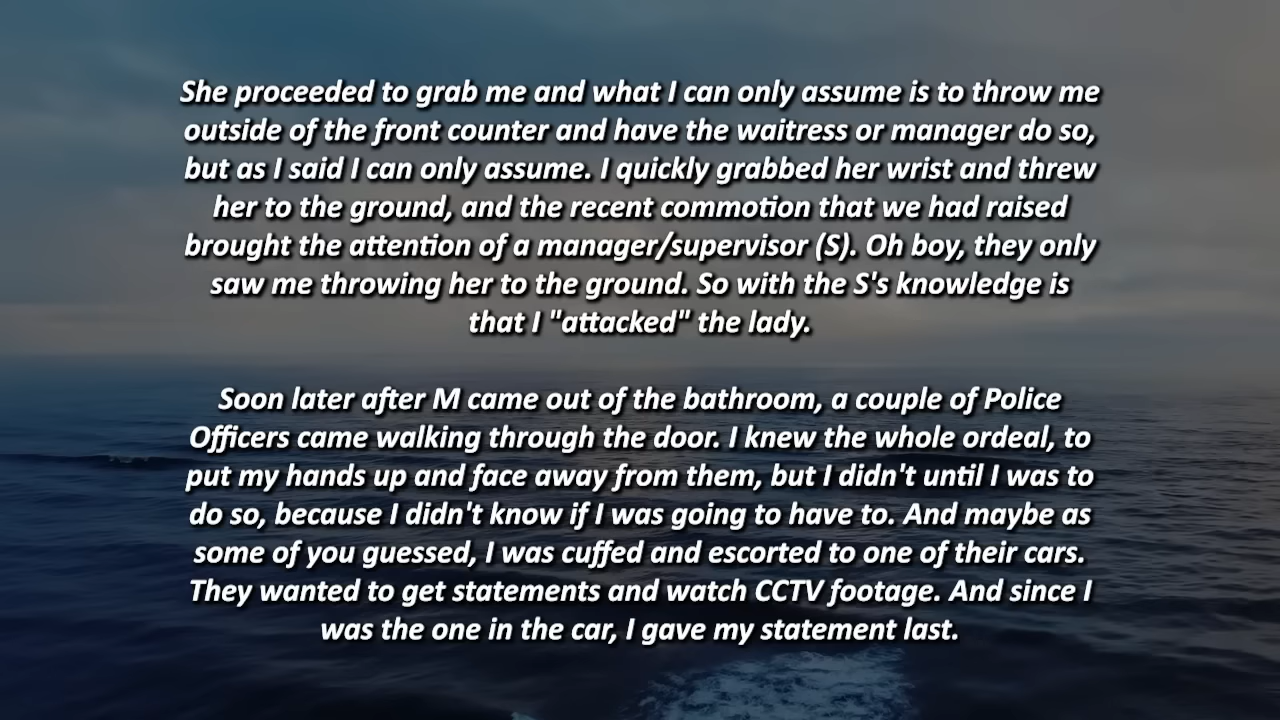 She proceeded to grab me and what I can only assume is to throw me
outside of the front counter and have the waitress or manager do so,
but as I said I can only assume. I quickly grabbed her wrist and threw
her to the ground, and the recent commotion that we had raised
brought the attention of a manager/supervisor (S). Oh boy, they only
saw me throwing her to the ground. So with the S's knowledge is
that I "attacked" the lady.
Soon later after M came out of the bathroom, a couple of Police
Officers came walking through the door. I knew the whole ordeal, to
put my hands up and face away from them, but I didn't until I was to
do so, because I didn't know if I was going to have to. And maybe as
some of you guessed, I was cuffed and escorted to one of their cars.
They wanted to get statements and watch CCTV footage. And since I
was the one in the car, I gave my statement last.